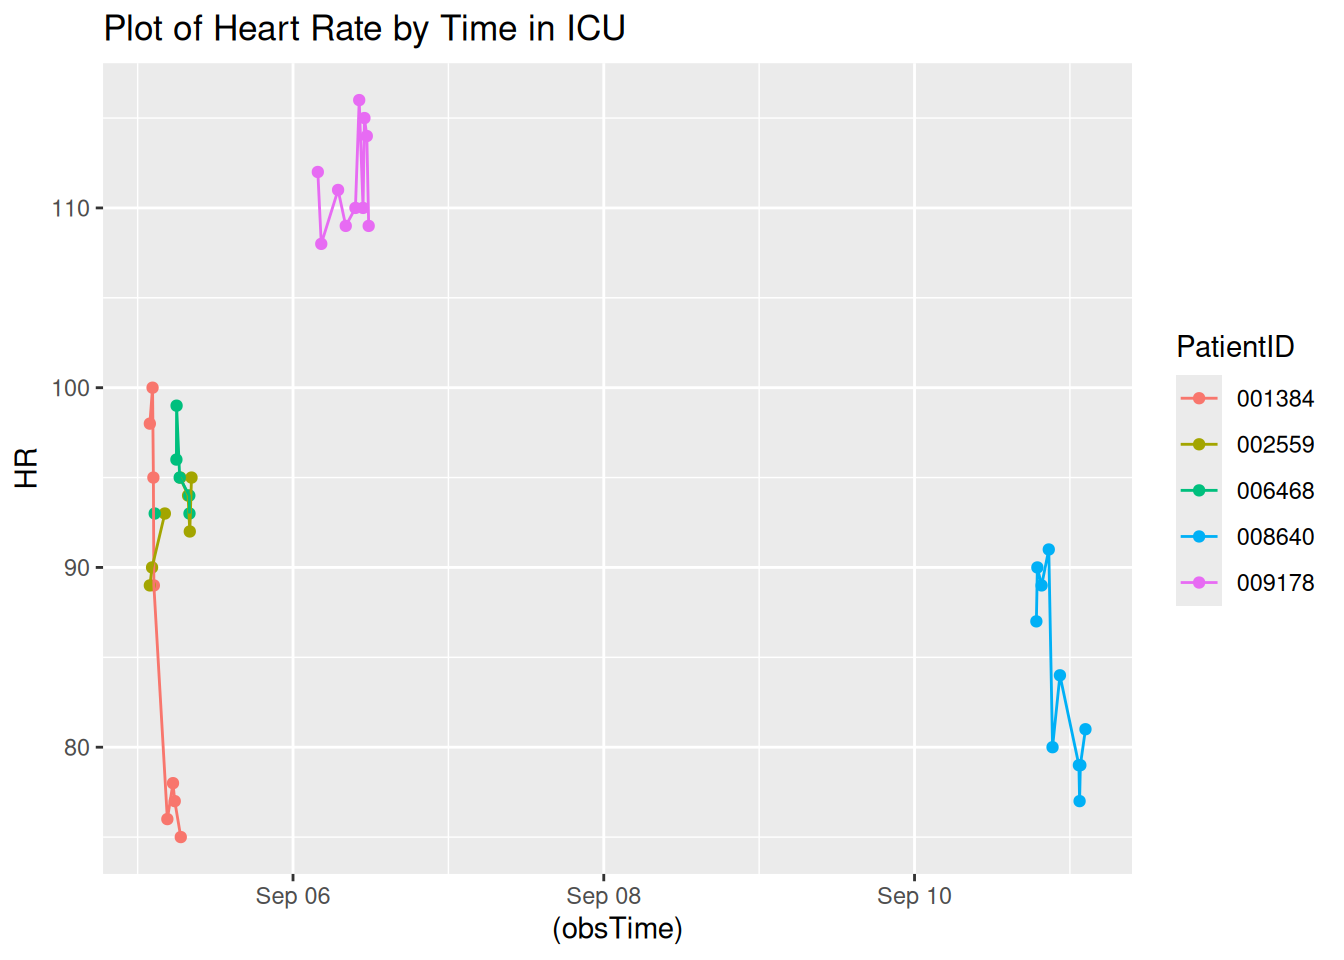 Plot of Heart Rate by Time in ICU
HR
110
100
90
80
Sep 06 Sep 08 Sep 10
(obsTime)
PatientID
001384
002559
006468
008640
009178